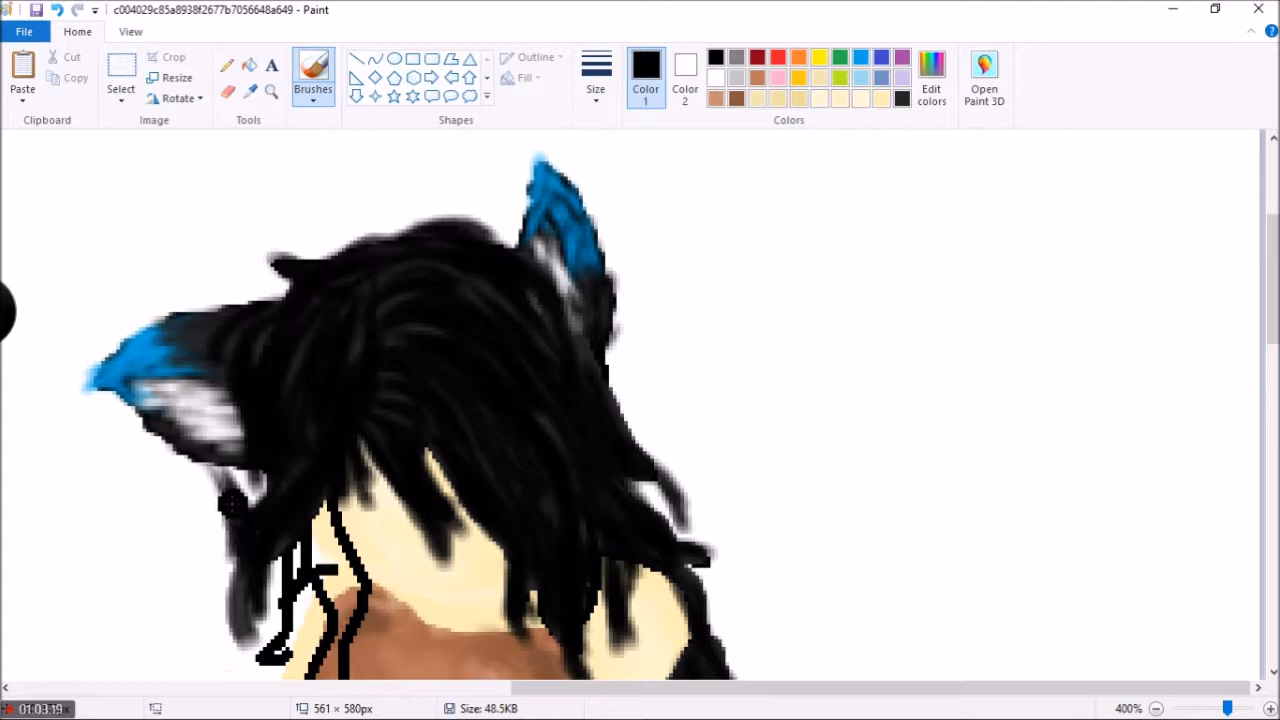 c004029c85a8938f2677b7056648a649 - Paint
File Home View
Paste
Cut
Copy
Clipboard
Select
Crop
Resize
Rotate
Image
A
Tools
Brushes
Outline
Fill
Shapes
Size
Color 1
Color 2
Edit colors
Colors
Open Paint 3D
01:03:19
561 × 580px
Size: 48.5KB
400%